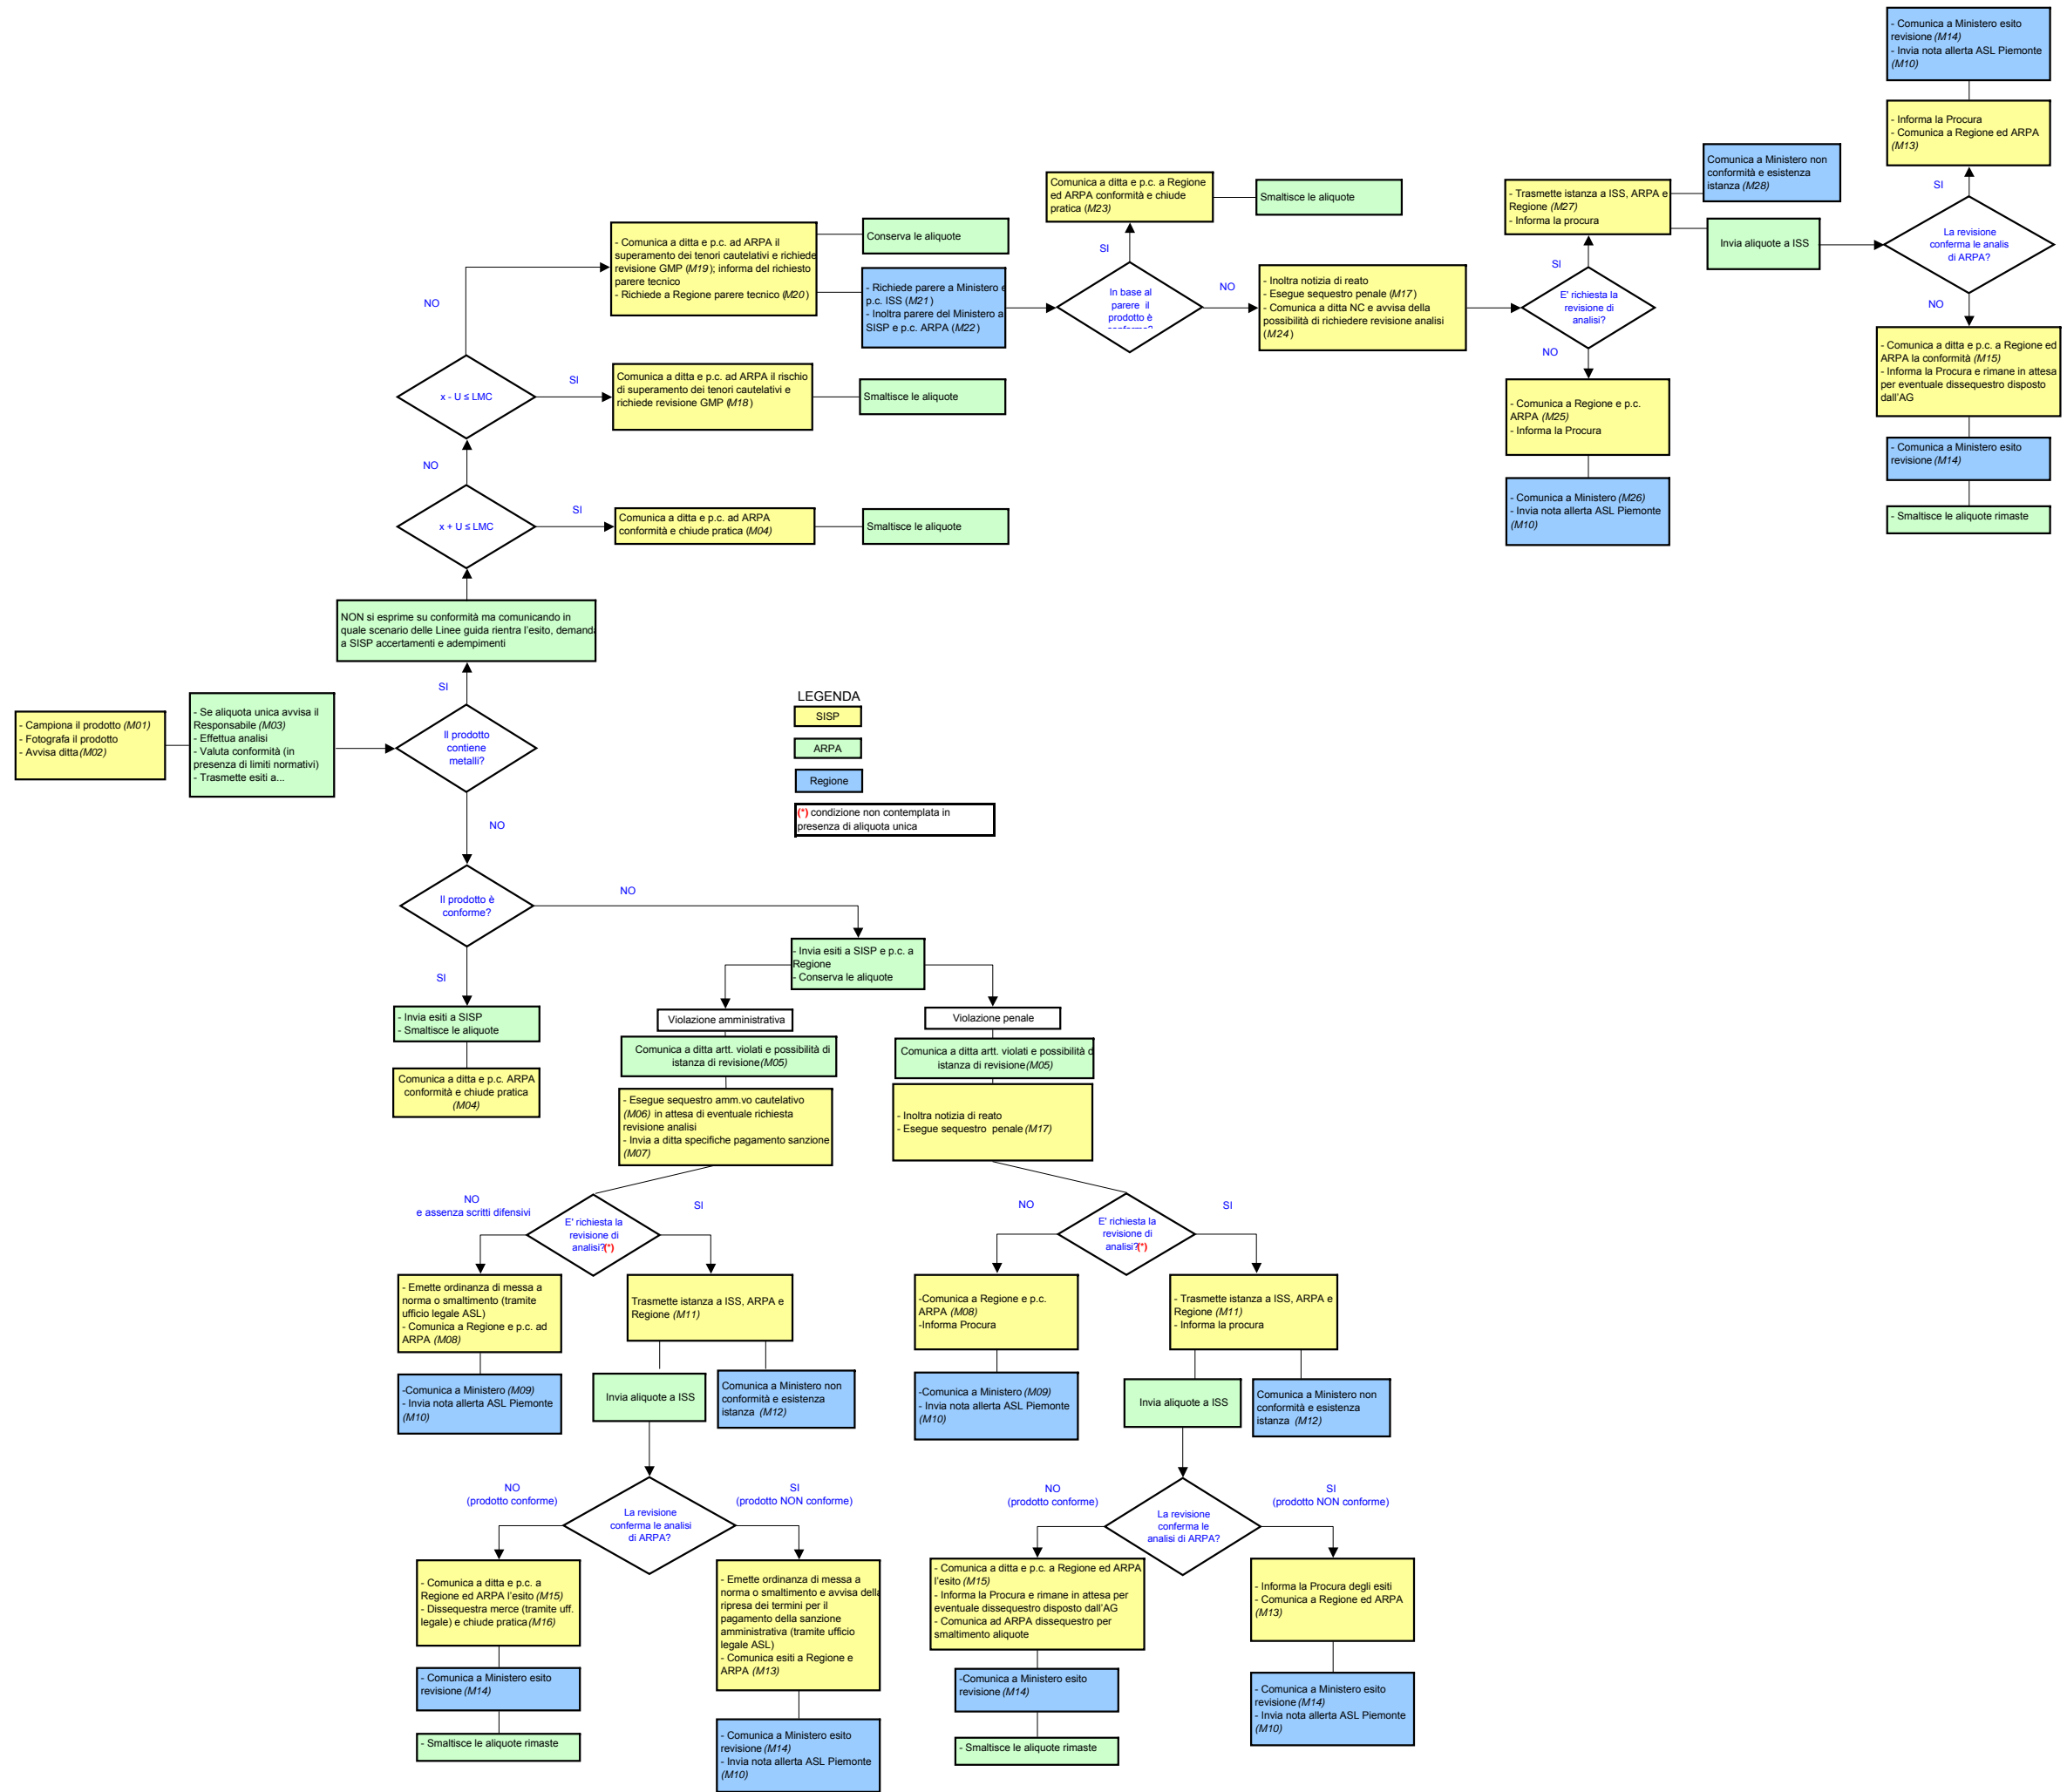 - Comunica a Ministero esito
revisione (M14)
- Invia nota allerta ASL Piemonte
(M10)
- Informa la Procura
- Comunica a Regione ed ARPA
(M13)
SI
La revisione
conferma le analis
di ARPA?
NO
- Comunica a ditta e p.c. a Regione ed
ARPA la conformità (M15)
- Informa la Procura e rimane in attesa
per eventuale dissequestro disposto
dall'AG
- Comunica a Ministero esito
revisione (M14)
- Smaltisce le aliquote rimaste
Comunica a Ministero non
conformità e esistenza
istanza (M28)
- Trasmette istanza a ISS, ARPA e
Regione (M27)
- Informa la procura
Invia aliquote a ISS
SI
E' richiesta la
revisione di
analisi?
NO
- Comunica a Regione e p.c.
ARPA (M25)
- Informa la Procura
- Comunica a Ministero (M26)
- Invia nota allerta ASL Piemonte
(M10)
Comunica a ditta e p.c. a Regione
ed ARPA conformità e chiude
pratica (M23)
Smaltisce le aliquote
SI
In base al
parere il
prodotto è
NO
- Inoltra notizia di reato
- Esegue sequestro penale (M17)
- Comunica a ditta NC e avvisa della
possibilità di richiedere revisione analisi
(M24)
- Comunica a ditta e p.c. ad ARPA il
superamento dei tenori cautelativi e richiede
revisione GMP (M19); informa del richiesto
parere tecnico
- Richiede a Regione parere tecnico (M20)
Conserva le aliquote
- Richiede parere a Ministero e
p.c. ISS (M21)
- Inoltra parere del Ministero a
SISP e p.c. ARPA (M22)
NO
x - U ≤ LMC
SI
Comunica a ditta e p.c. ad ARPA il rischio
di superamento dei tenori cautelativi e
richiede revisione GMP (M18)
Smaltisce le aliquote
NO
x + U ≤ LMC
SI
Comunica a ditta e p.c. ad ARPA
conformità e chiude pratica (M04)
Smaltisce le aliquote
NON si esprime su conformità ma comunicando in
quale scenario delle Linee guida rientra l'esito, demanda
a SISP accertamenti e adempimenti
SI
- Campiona il prodotto (M01)
- Fotografa il prodotto
- Avvisa ditta (M02)
- Se aliquota unica avvisa il
Responsabile (M03)
- Effettua analisi
- Valuta conformità (in
presenza di limiti normativi)
- Trasmette esiti a...
Il prodotto
contiene
metalli?
LEGENDA
SISP
ARPA
Regione
(*) condizione non contemplata in
presenza di aliquota unica
NO
Il prodotto è
conforme?
NO
SI
- Invia esiti a SISP e p.c. a
Regione
- Conserva le aliquote
- Invia esiti a SISP
- Smaltisce le aliquote
Comunica a ditta e p.c. ARPA
conformità e chiude pratica
(M04)
Violazione amministrativa
Comunica a ditta artt. violati e possibilità di
istanza di revisione (M05)
- Esegue sequestro amm.vo cautelativo
(M06) in attesa di eventuale richiesta
revisione analisi
- Invia a ditta specifiche pagamento sanzione
(M07)
Violazione penale
Comunica a ditta artt. violati e possibilità d
istanza di revisione (M05)
- Inoltra notizia di reato
- Esegue sequestro penale (M17)
NO
e assenza scritti difensivi
E' richiesta la
revisione di
analisi?(*)
SI
- Emette ordinanza di messa a
norma o smaltimento (tramite
ufficio legale ASL)
- Comunica a Regione e p.c. ad
ARPA (M08)
-Comunica a Ministero (M09)
- Invia nota allerta ASL Piemonte
(M10)
Trasmette istanza a ISS, ARPA e
Regione (M11)
Invia aliquote a ISS
Comunica a Ministero non
conformità e esistenza
istanza (M12)
NO
(prodotto conforme)
La revisione
conferma le analisi
di ARPA?
SI
(prodotto NON conforme)
- Comunica a ditta e p.c. a
Regione ed ARPA l'esito (M15)
- Dissequestra merce (tramite uff.
legale) e chiude pratica (M16)
- Comunica a Ministero esito
revisione (M14)
- Smaltisce le aliquote rimaste
- Emette ordinanza di messa a
norma o smaltimento e avvisa della
ripresa dei termini per il
pagamento della sanzione
amministrativa (tramite ufficio
legale ASL)
- Comunica esiti a Regione e
ARPA (M13)
- Comunica a Ministero esito
revisione (M14)
- Invia nota allerta ASL Piemonte
(M10)
NO
E' richiesta la
revisione di
analisi?(*)
SI
-Comunica a Regione e p.c.
ARPA (M08)
-Informa Procura
-Comunica a Ministero (M09)
- Invia nota allerta ASL Piemonte
(M10)
- Trasmette istanza a ISS, ARPA e
Regione (M11)
- Informa la procura
Invia aliquote a ISS
Comunica a Ministero non
conformità e esistenza
istanza (M12)
NO
(prodotto conforme)
La revisione
conferma le
analisi di ARPA?
SI
(prodotto NON conforme)
- Comunica a ditta e p.c. a Regione ed ARPA
l'esito (M15)
- Informa la Procura e rimane in attesa per
eventuale dissequestro disposto dall'AG
- Comunica ad ARPA dissequestro per
smaltimento aliquote
-Comunica a Ministero esito
revisione (M14)
- Smaltisce le aliquote rimaste
- Informa la Procura degli esiti
- Comunica a Regione ed ARPA
(M13)
- Comunica a Ministero esito
revisione (M14)
- Invia nota allerta ASL Piemonte
(M10)